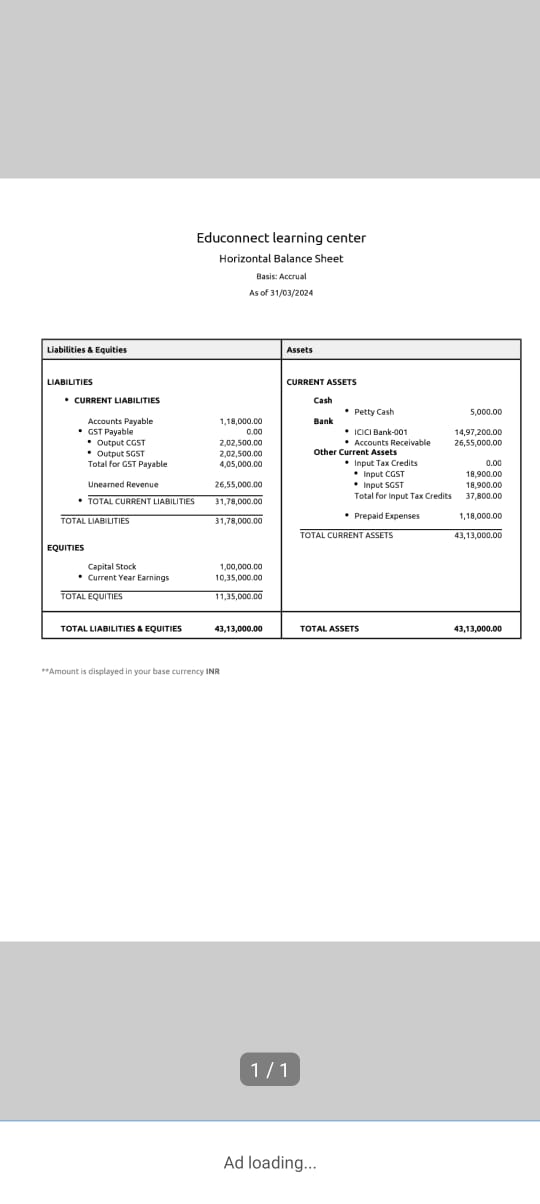 Educonnect learning center
Horizontal Balance Sheet
Basis: Accrual
As of 31/03/2024
Liabilities & Equities
LIABILITIES
• CURRENT LIABILITIES
Accounts Payable 1,18,000.00
• GST Payable 0.00
• Output CGST 2,02,500.00
• Output SGST 2,02,500.00
Total for GST Payable 4,05,000.00
Unearned Revenue 26,55,000.00
• TOTAL CURRENT LIABILITIES 31,78,000.00
TOTAL LIABILITIES 31,78,000.00
EQUITIES
Capital Stock 1,00,000.00
• Current Year Earnings 10,35,000.00
TOTAL EQUITIES 11,35,000.00
TOTAL LIABILITIES & EQUITIES 43,13,000.00
Assets
CURRENT ASSETS
Cash
• Petty Cash 5,000.00
Bank
• ICICI Bank-001 14,97,200.00
• Accounts Receivable 26,55,000.00
Other Current Assets
• Input Tax Credits 0.00
• Input CGST 18,900.00
• Input SGST 18,900.00
Total for Input Tax Credits 37,800.00
• Prepaid Expenses 1,18,000.00
TOTAL CURRENT ASSETS 43,13,000.00
TOTAL ASSETS 43,13,000.00
**Amount is displayed in your base currency INR
1 / 1
Ad loading...